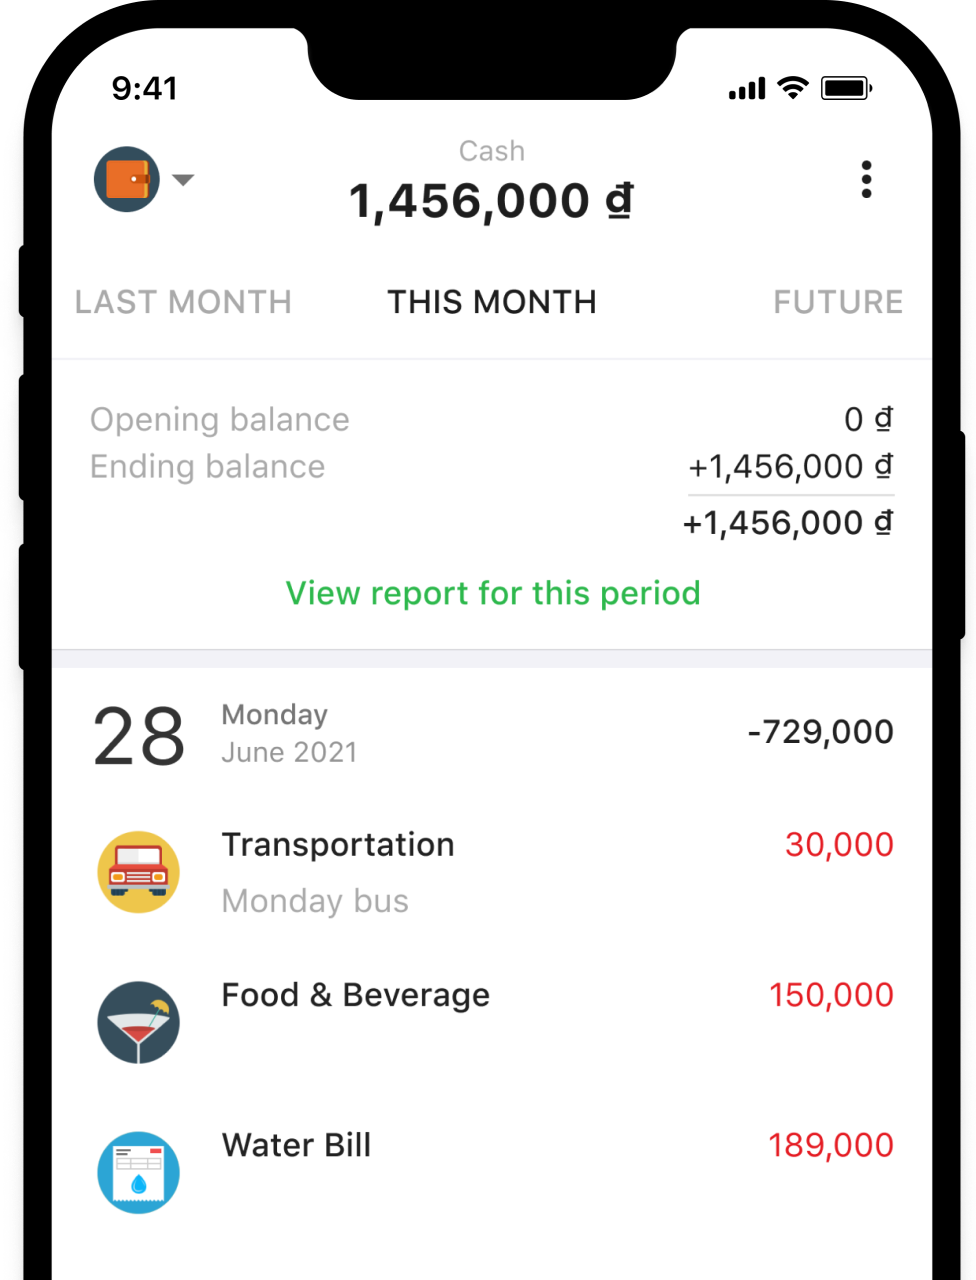 9:41
Cash
1,456,000 ₫
LAST MONTH THIS MONTH FUTURE
Opening balance 0 ₫
Ending balance +1,456,000 ₫
+1,456,000 ₫
View report for this period
28 Monday -729,000
June 2021
Transportation 30,000
Monday bus
Food & Beverage 150,000
Water Bill 189,000